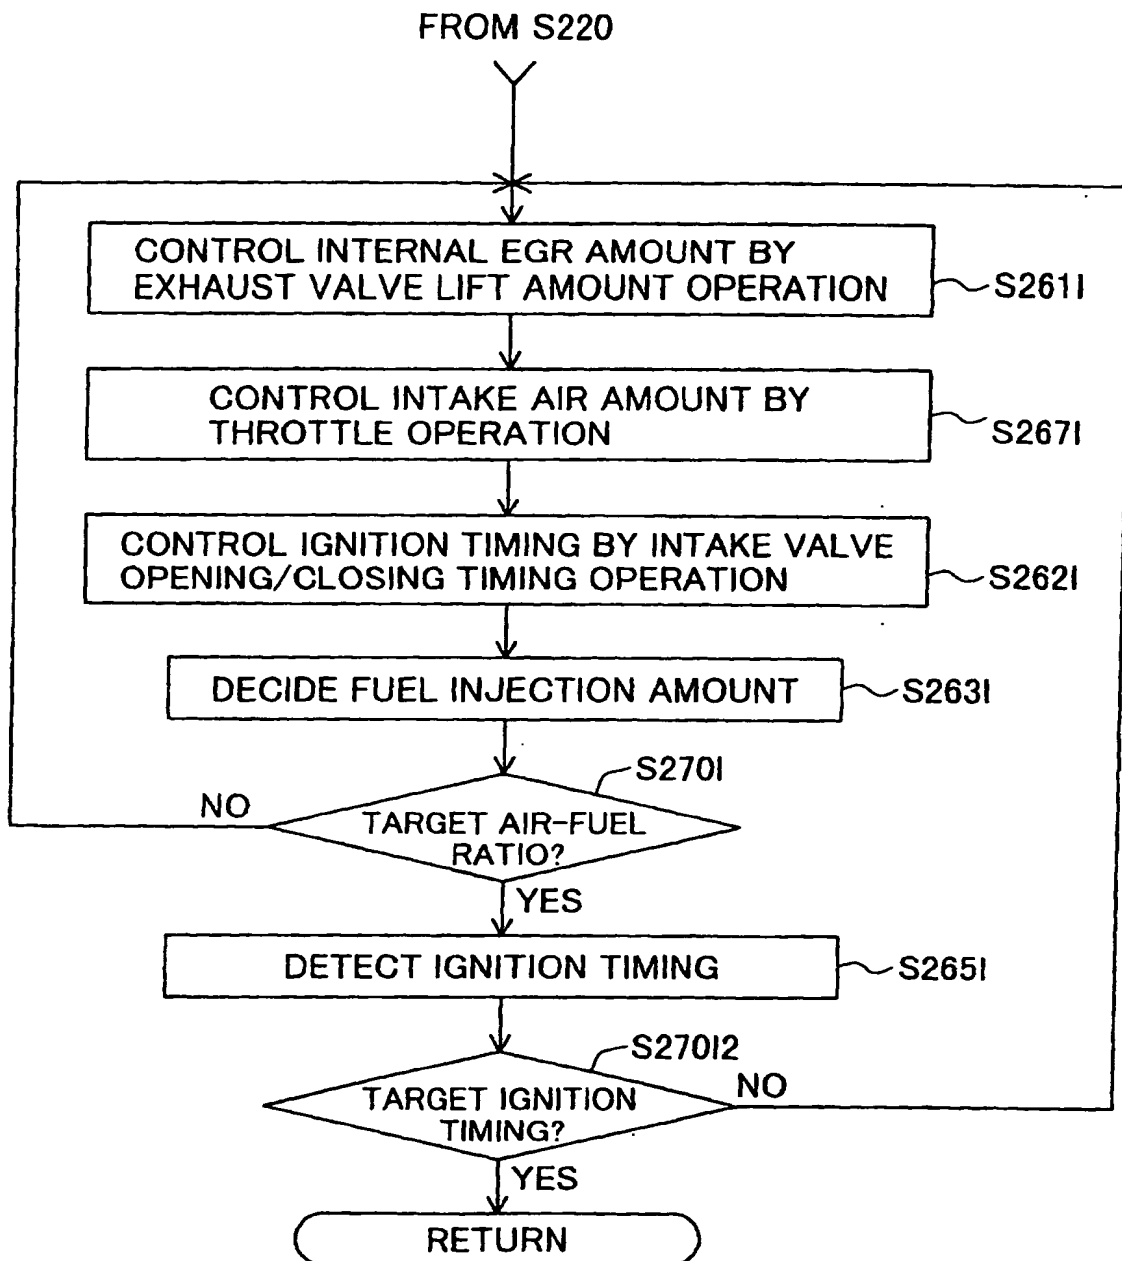 FROM S220
CONTROL INTERNAL EGR AMOUNT BY
EXHAUST VALVE LIFT AMOUNT OPERATION
S261I
CONTROL INTAKE AIR AMOUNT BY
THROTTLE OPERATION
S267I
CONTROL IGNITION TIMING BY INTAKE VALVE
OPENING/CLOSING TIMING OPERATION
S262I
DECIDE FUEL INJECTION AMOUNT
S263I
S270I
NO
TARGET AIR-FUEL
RATIO?
YES
DETECT IGNITION TIMING
S265I
S270I2
NO
TARGET IGNITION
TIMING?
YES
RETURN